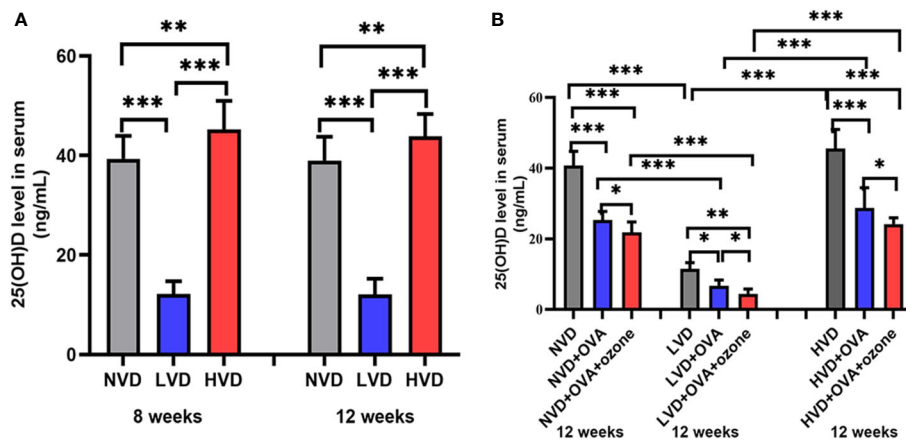 A
**
**
***
***
***
***
60
40
20
0
25(OH)D level in serum
(ng/mL)
NVD LVD HVD NVD LVD HVD
8 weeks 12 weeks
B
***
***
***
*** ***
*** ***
*** ***
***
***
*
*
**
* *
60
40
20
0
25(OH)D level in serum
(ng/mL)
NVD
NVD+OVA
NVD+OVA+ozone
LVD
LVD+OVA
LVD+OVA+ozone
HVD
HVD+OVA
HVD+OVA+ozone
12 weeks 12 weeks 12 weeks